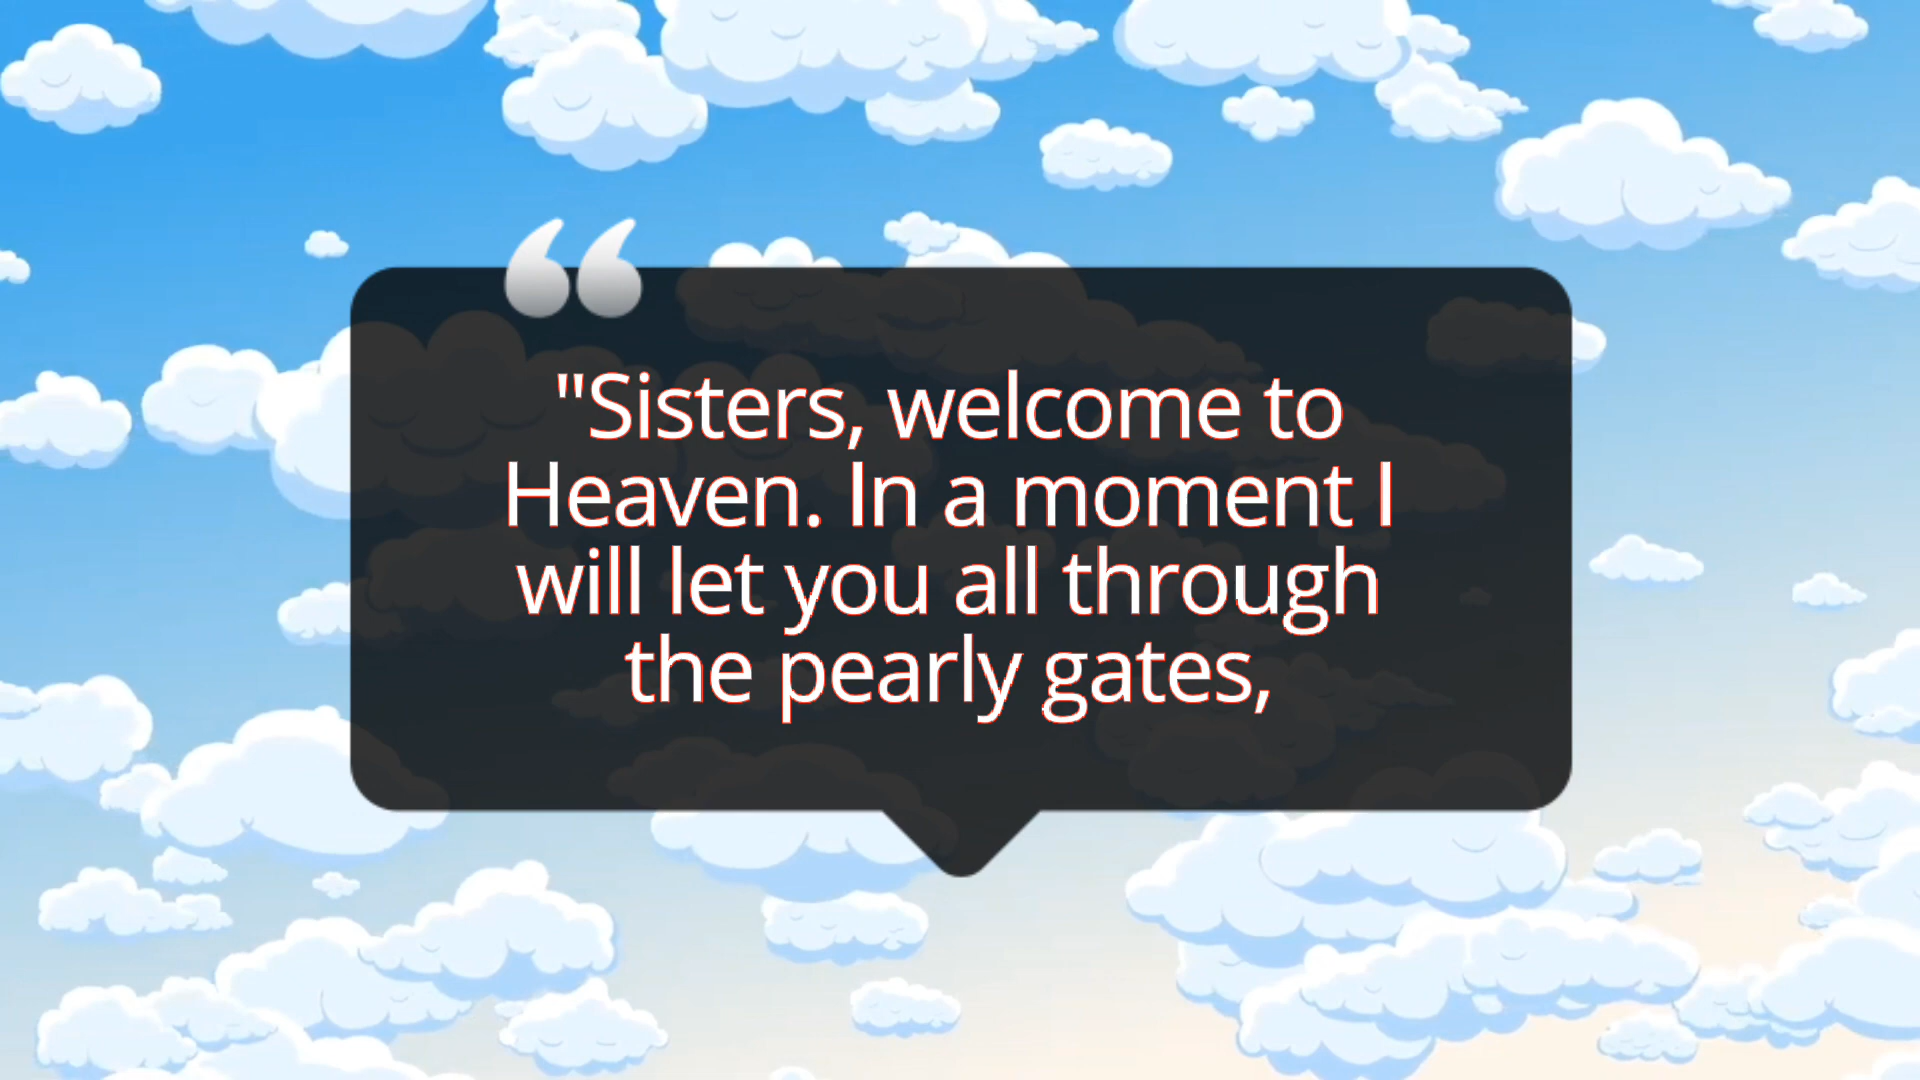 "Sisters, welcome to
Heaven. In a moment I
will let you all through
the pearly gates,